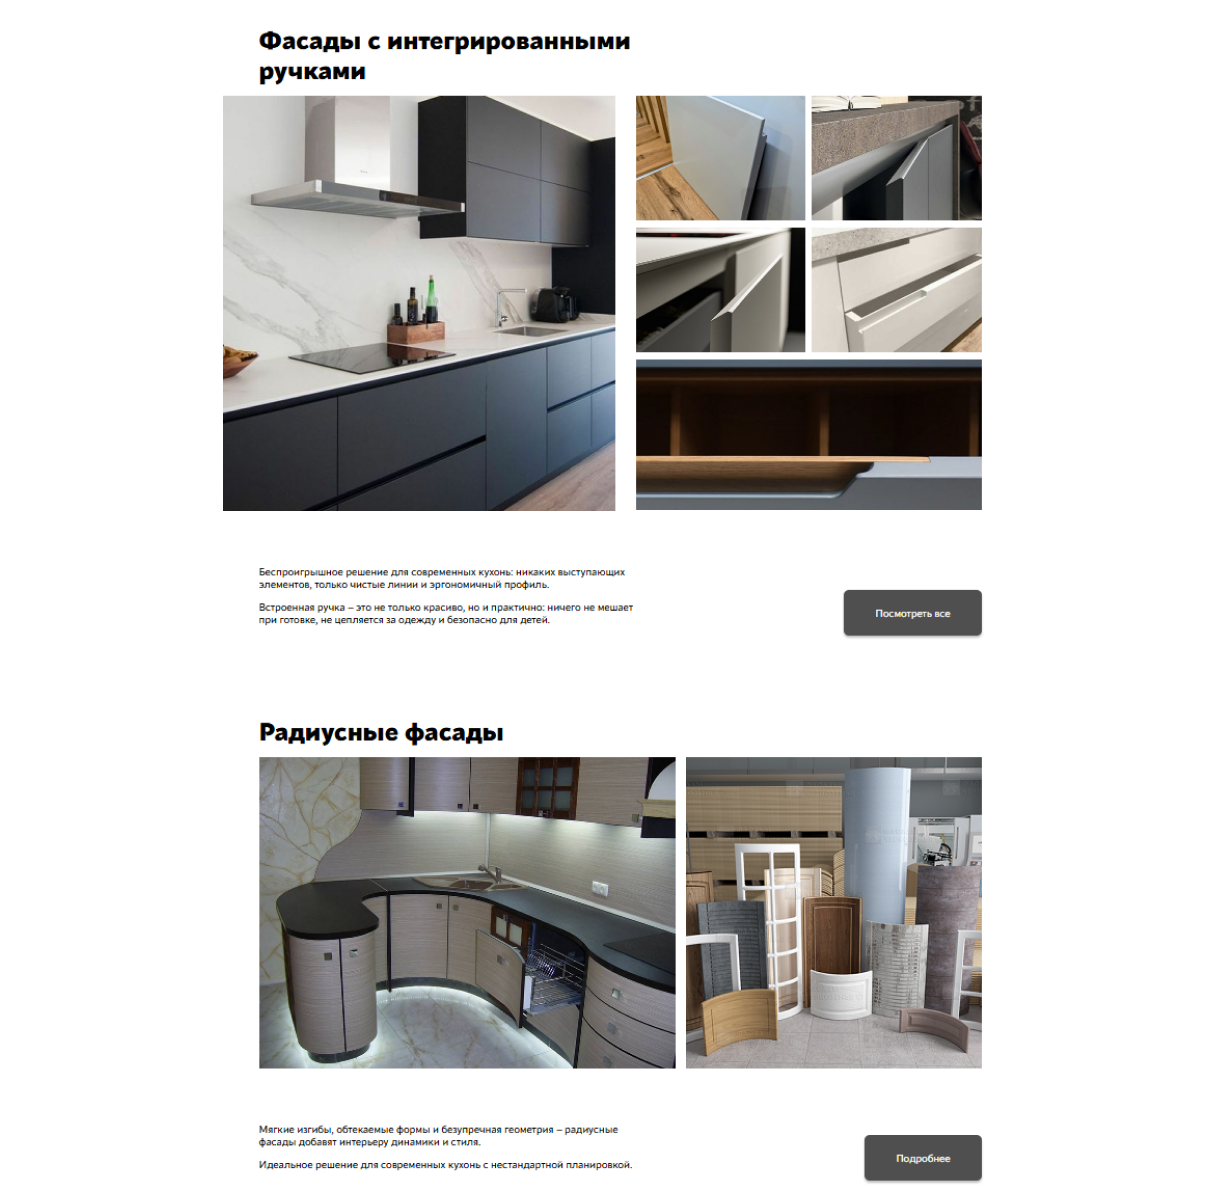 Фасады с интегрированными
ручками
Беспроигрышное решение для современных кухонь: никаких выступающих
элементов, только чистые линии и эргономичный профиль.
Встроенная ручка – это не только красиво, но и практично: ничего не мешает
при готовке, не цепляется за одежду и безопасно для детей.
Посмотреть все
Радиусные фасады
Мягкие изгибы, обтекаемые формы и безупречная геометрия – радиусные
фасады добавят интерьеру динамики и стиля.
Идеальное решение для современных кухонь с нестандартной планировкой.
Подробнее